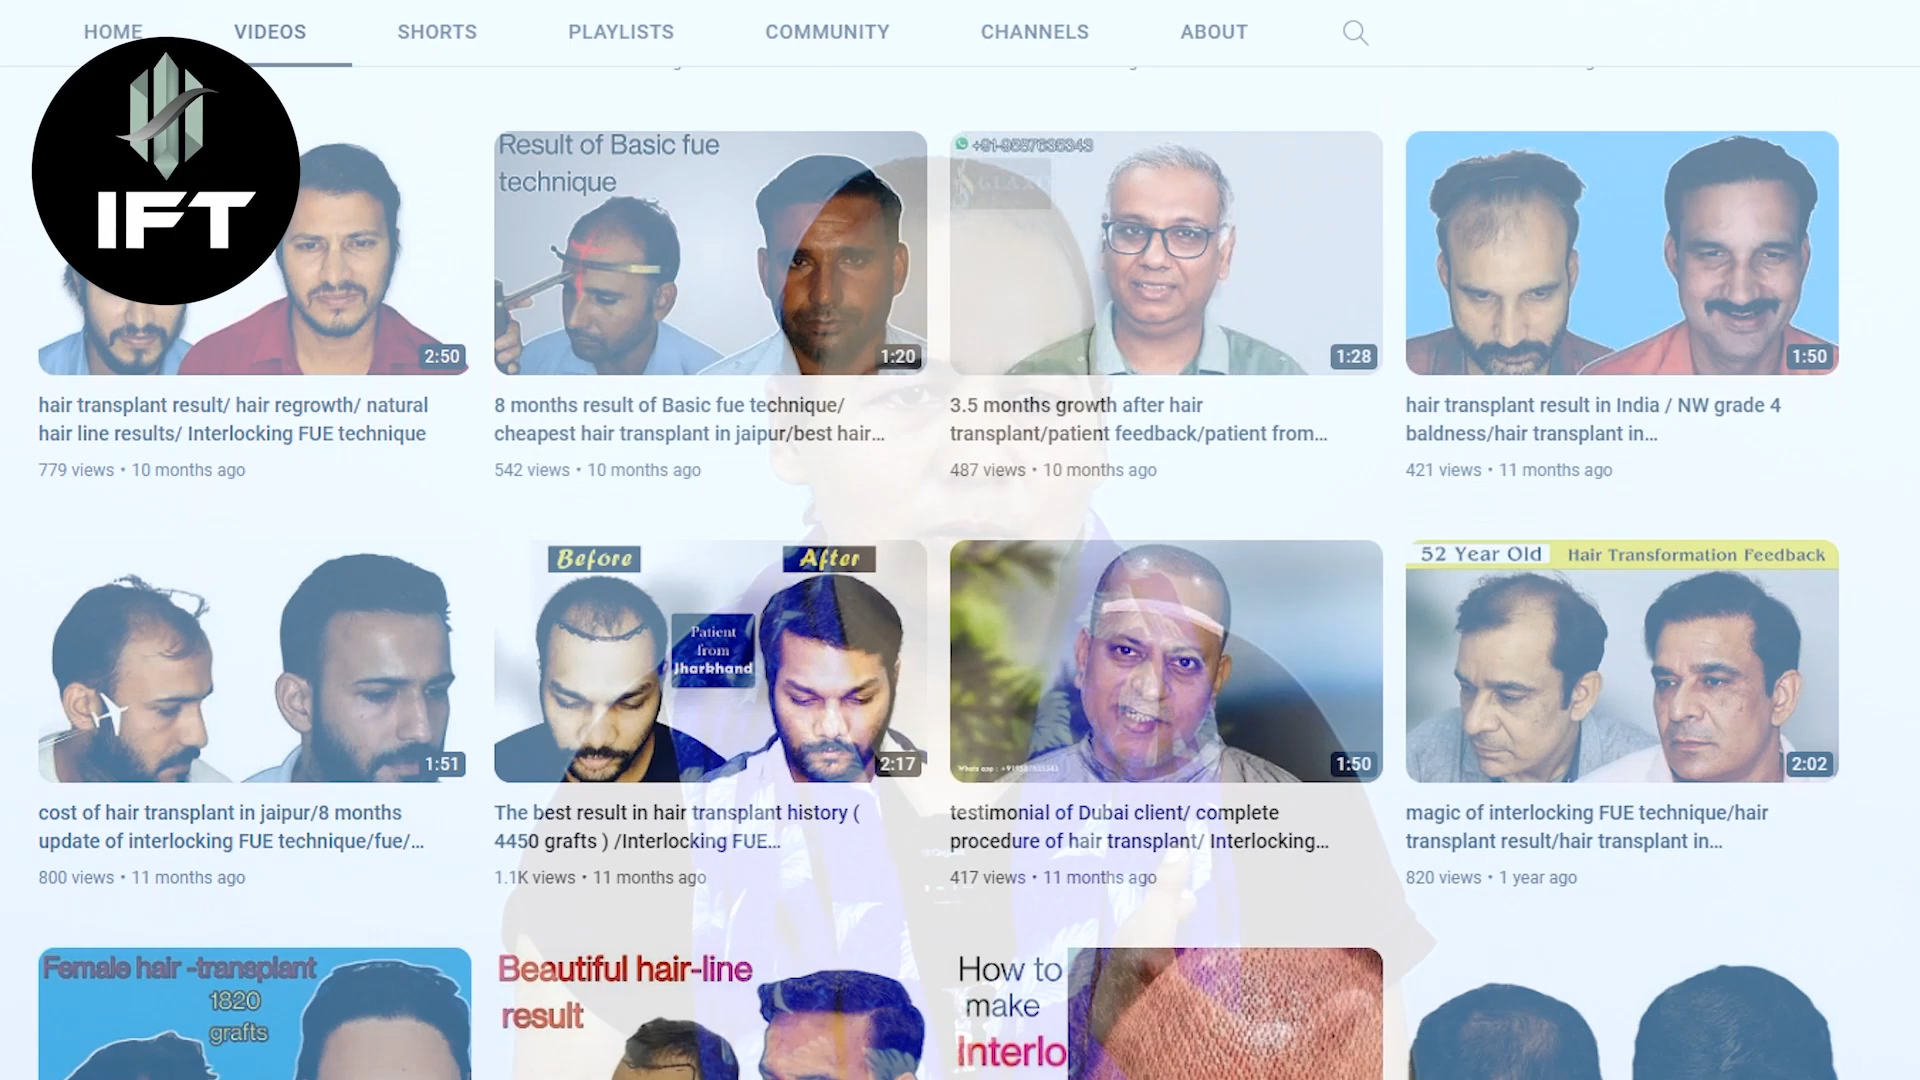 HOME
VIDEOS
SHORTS
PLAYLISTS
COMMUNITY
CHANNELS
ABOUT
IFT
2:50
hair transplant result/ hair regrowth/ natural
hair line results/ Interlocking FUE technique
779 views • 10 months ago
Result of Basic fue
technique
1:20
8 months result of Basic fue technique/
cheapest hair transplant in jaipur/best hair…
542 views • 10 months ago
1:28
3.5 months growth after hair
transplant/patient feedback/patient from…
487 views • 10 months ago
1:50
hair transplant result in India / NW grade 4
baldness/hair transplant in…
421 views • 11 months ago
1:51
cost of hair transplant in jaipur/8 months
update of interlocking FUE technique/fue/…
800 views • 11 months ago
Before
After
Patient
from
Jharkhand
2:17
The best result in hair transplant history (
4450 grafts ) /Interlocking FUE…
1.1K views • 11 months ago
1:50
testimonial of Dubai client/ complete
procedure of hair transplant/ Interlocking…
417 views • 11 months ago
52 Year Old
Hair Transformation Feedback
2:02
magic of interlocking FUE technique/hair
transplant result/hair transplant in…
820 views • 1 year ago
Female hair -transplant
1820
grafts
Beautiful hair-line
result
How to
make
Interlo